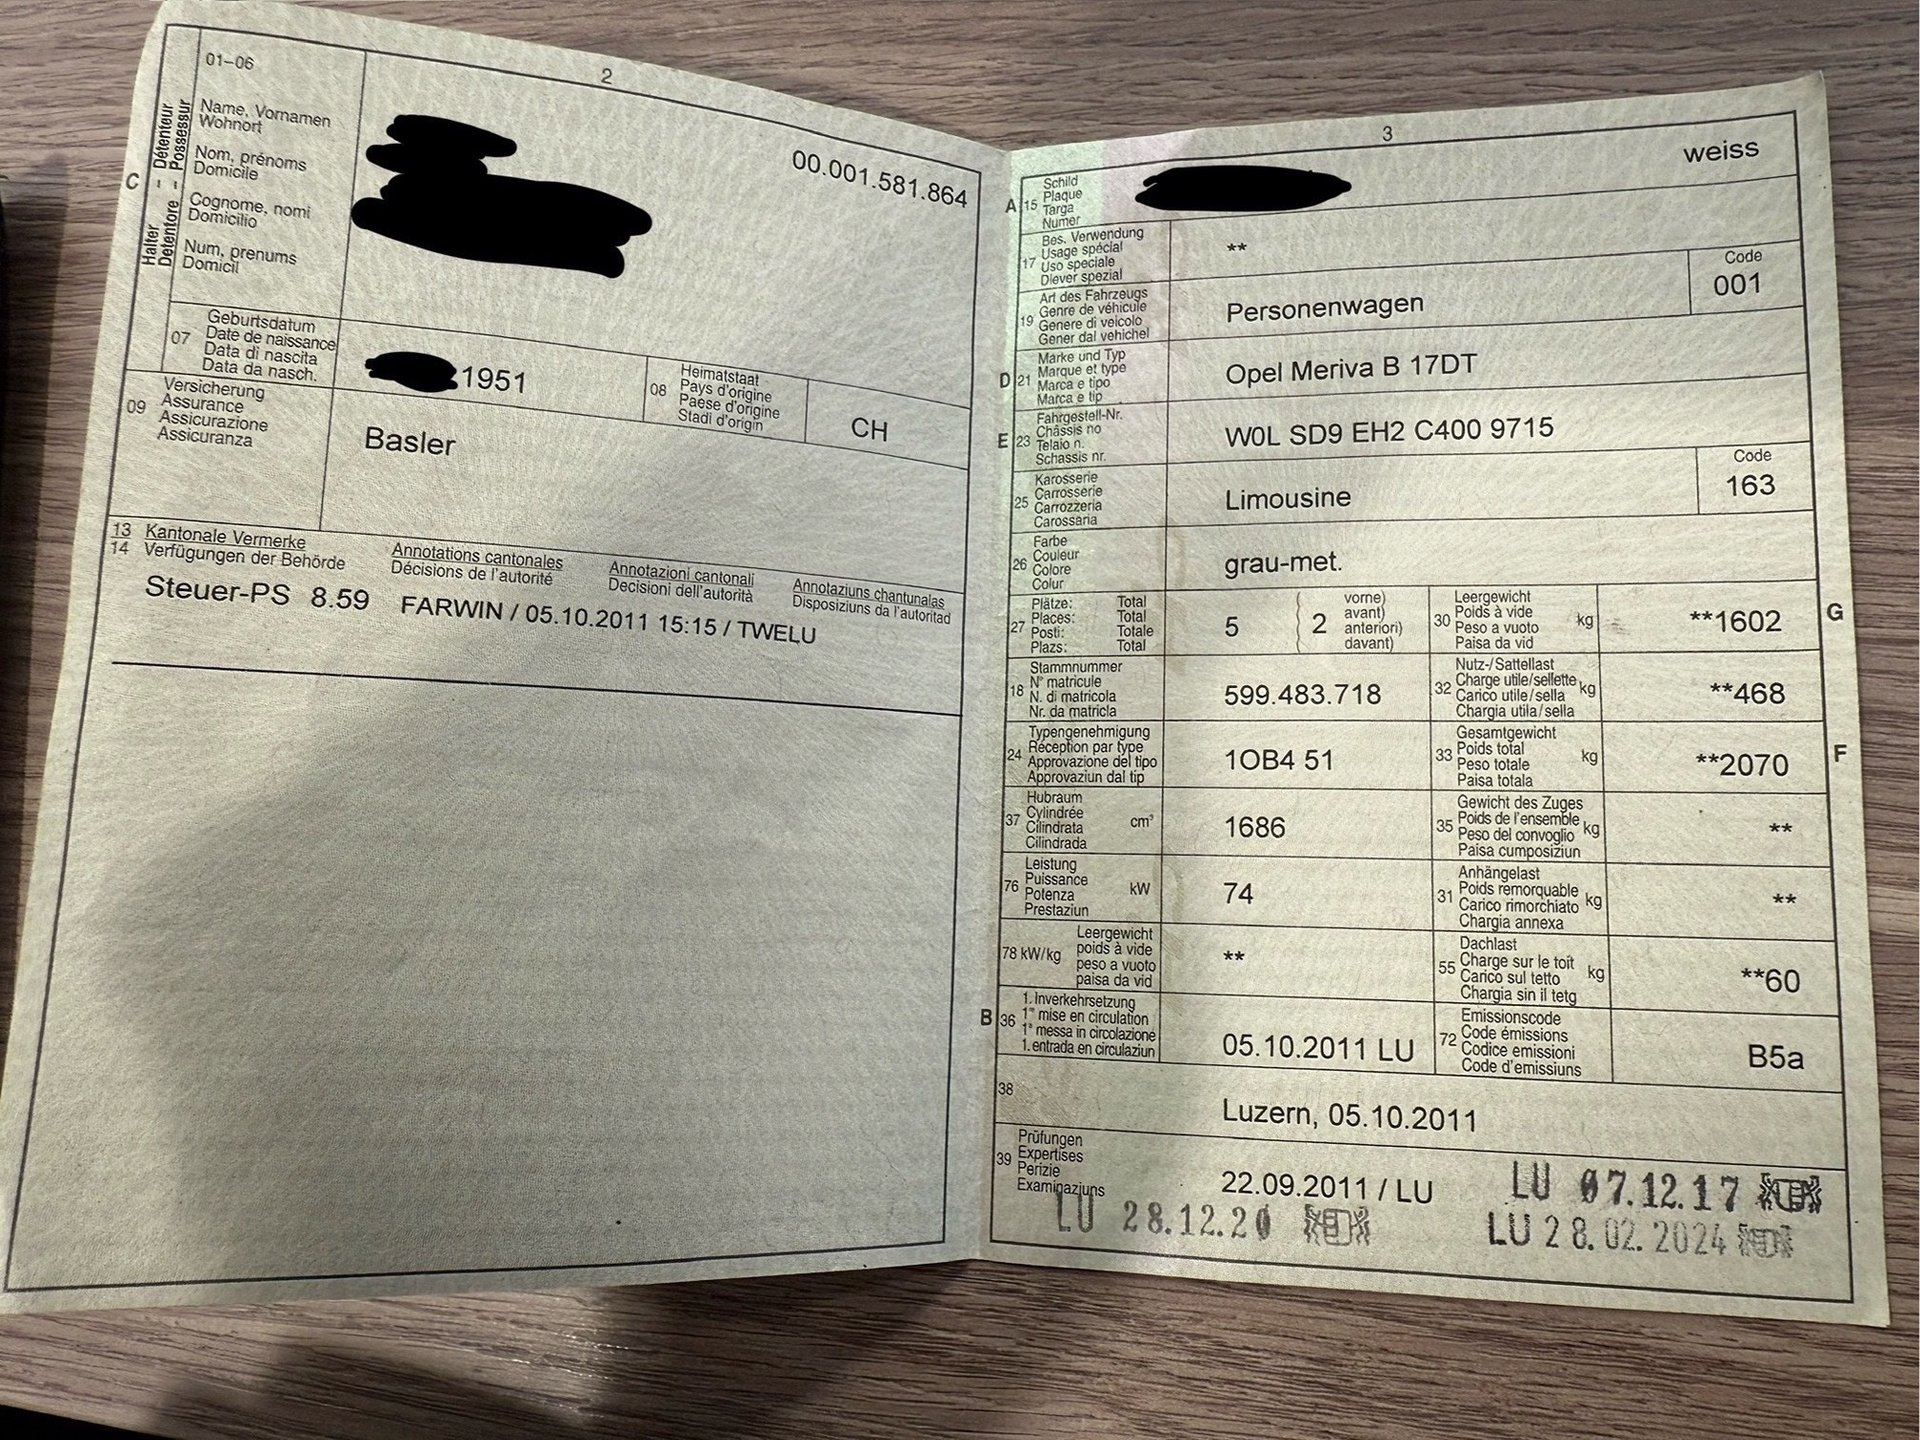 2
01–06
Halter – Détenteur
Detentore – Possessur
C
Name, Vornamen
Wohnort
Nom, prénoms
Domicile
Cognome, nomi
Domicilio
Num, prenums
Domicil
00.001.581.864
07
Geburtsdatum
Date de naissance
Data di nascita
Data da nasch.
1951
08
Heimatstaat
Pays d'origine
Paese d'origine
Stadi d'origin
CH
09
Versicherung
Assurance
Assicurazione
Assicuranza
Basler
13 Kantonale Vermerke Annotations cantonales Annotazioni cantonali Annotaziuns chantunalas
14 Verfügungen der Behörde Décisions de l'autorité Decisioni dell'autorità Disposiziuns da l'autoritad
Steuer-PS 8.59 FARWIN / 05.10.2011 15:15 / TWELU
3
weiss
A 15
Schild
Plaque
Targa
Numer
17
Bes. Verwendung
Usage spécial
Uso speciale
Diever spezial
**
19
Art des Fahrzeugs
Genre de véhicule
Genere di veicolo
Gener dal vehichel
Personenwagen
Code
001
D 21
Marke und Typ
Marque et type
Marca e tipo
Marca e tip
Opel Meriva B 17DT
E 23
Fahrgestell-Nr.
Châssis no
Telaio n.
Schassis nr.
W0L SD9 EH2 C400 9715
25
Karosserie
Carrosserie
Carrozzeria
Carossaria
Limousine
Code
163
26
Farbe
Couleur
Colore
Colur
grau-met.
27
Plätze: Total
Places: Total
Posti: Totale
Plazs: Total
5
2
vorne)
avant)
anteriori)
davant)
30
Leergewicht
Poids à vide
Peso a vuoto
Paisa da vid
kg
**1602
G
18
Stammnummer
N° matricule
N. di matricola
Nr. da matricla
599.483.718
32
Nutz-/Sattellast
Charge utile/sellette
Carico utile/sella
Chargia utila/sella
kg
**468
24
Typengenehmigung
Réception par type
Approvazione del tipo
Approvaziun dal tip
1OB4 51
33
Gesamtgewicht
Poids total
Peso totale
Paisa totala
kg
**2070
F
37
Hubraum
Cylindrée
Cilindrata
Cilindrada
cm³
1686
35
Gewicht des Zuges
Poids de l'ensemble
Peso del convoglio
Paisa cumposiziun
kg
**
76
Leistung
Puissance
Potenza
Prestaziun
kW
74
31
Anhängelast
Poids remorquable
Carico rimorchiato
Chargia annexa
kg
**
78 kW/kg
Leergewicht
poids à vide
peso a vuoto
paisa da vid
**
55
Dachlast
Charge sur le toit
Carico sul tetto
Chargia sin il tetg
kg
**60
B 36
1. Inverkehrsetzung
1re mise en circulation
1a messa in circolazione
1. entrada en circulaziun
05.10.2011 LU
72
Emissionscode
Code émissions
Codice emissioni
Code d'emissiuns
B5a
38
Luzern, 05.10.2011
39
Prüfungen
Expertises
Perizie
Examinaziuns
22.09.2011 / LU
LU 07.12.17
LU 28.12.20
LU 28.02.2024